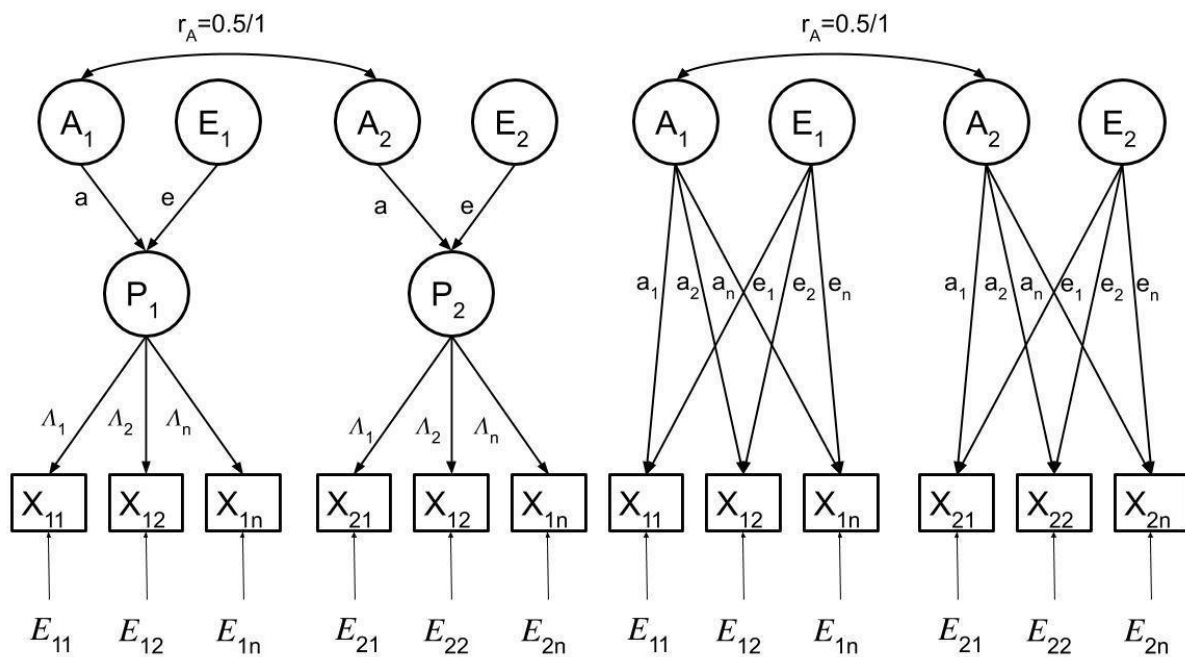 r_A=0.5/1 r_A=0.5/1
A_1 E_1 A_2 E_2 A_1 E_1 A_2 E_2
a e a e
P_1 P_2
a_1 a_2 a_n e_1 e_2 e_n a_1 a_2 a_n e_1 e_2 e_n
Λ_1 Λ_2 Λ_n Λ_1 Λ_2 Λ_n
X_11 X_12 X_1n X_21 X_12 X_1n X_11 X_12 X_1n X_21 X_22 X_2n
E_11 E_12 E_1n E_21 E_22 E_2n E_11 E_12 E_1n E_21 E_22 E_2n